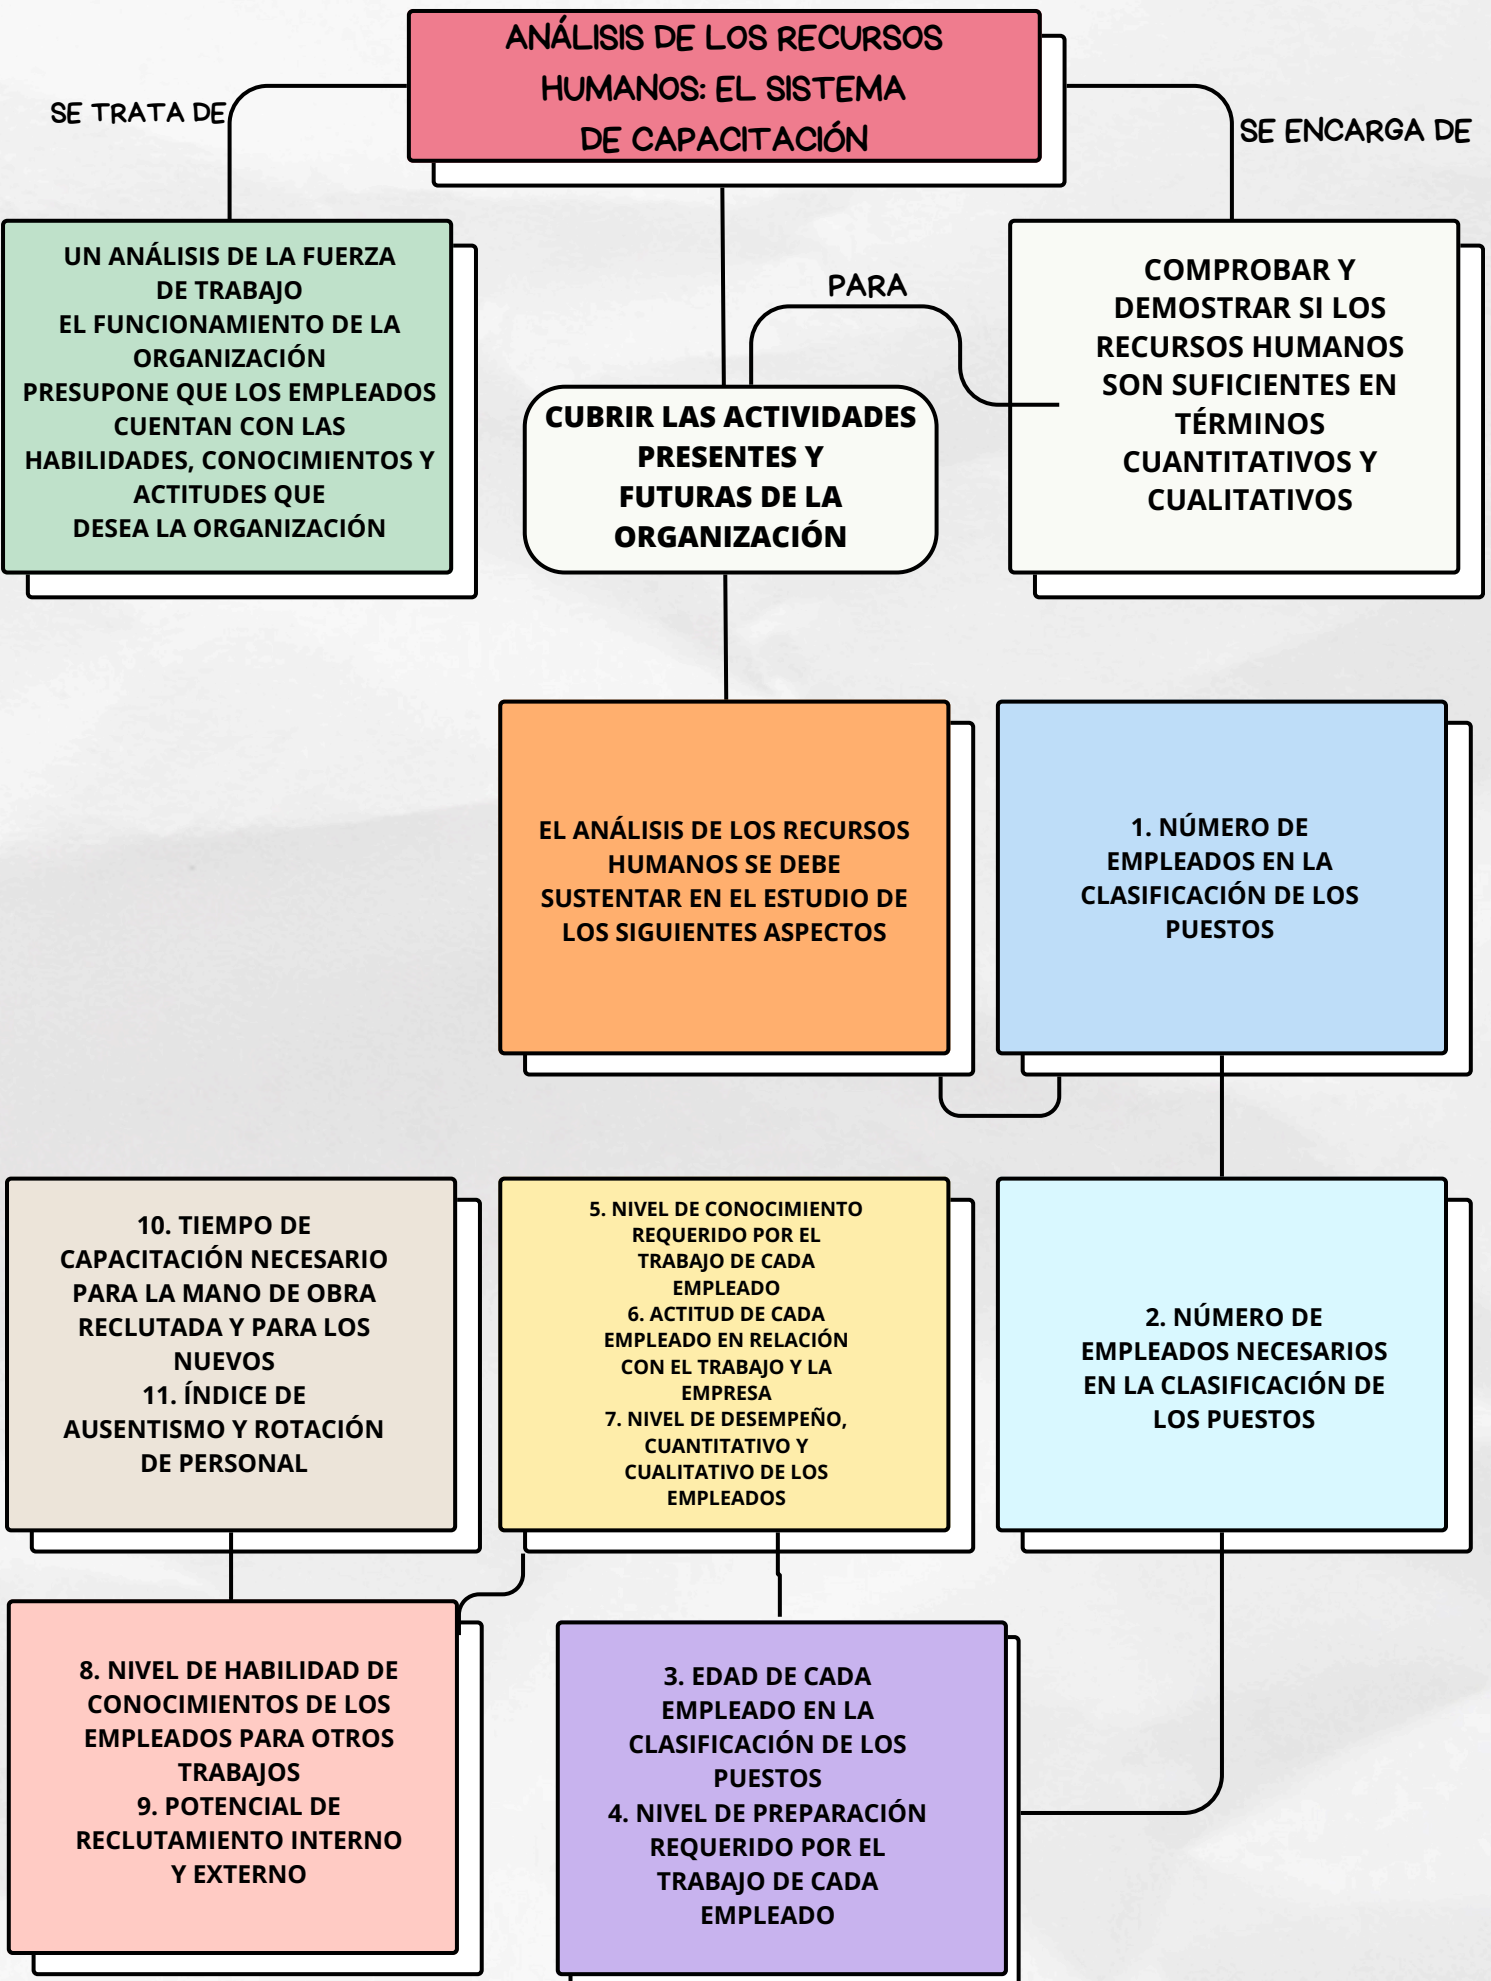 ANÁLISIS DE LOS RECURSOS
HUMANOS: EL SISTEMA
DE CAPACITACIÓN
SE TRATA DE
SE ENCARGA DE
UN ANÁLISIS DE LA FUERZA
DE TRABAJO
EL FUNCIONAMIENTO DE LA
ORGANIZACIÓN
PRESUPONE QUE LOS EMPLEADOS
CUENTAN CON LAS
HABILIDADES, CONOCIMIENTOS Y
ACTITUDES QUE
DESEA LA ORGANIZACIÓN
PARA
CUBRIR LAS ACTIVIDADES
PRESENTES Y
FUTURAS DE LA
ORGANIZACIÓN
COMPROBAR Y
DEMOSTRAR SI LOS
RECURSOS HUMANOS
SON SUFICIENTES EN
TÉRMINOS
CUANTITATIVOS Y
CUALITATIVOS
EL ANÁLISIS DE LOS RECURSOS
HUMANOS SE DEBE
SUSTENTAR EN EL ESTUDIO DE
LOS SIGUIENTES ASPECTOS
1. NÚMERO DE
EMPLEADOS EN LA
CLASIFICACIÓN DE LOS
PUESTOS
10. TIEMPO DE
CAPACITACIÓN NECESARIO
PARA LA MANO DE OBRA
RECLUTADA Y PARA LOS
NUEVOS
11. ÍNDICE DE
AUSENTISMO Y ROTACIÓN
DE PERSONAL
5. NIVEL DE CONOCIMIENTO
REQUERIDO POR EL
TRABAJO DE CADA
EMPLEADO
6. ACTITUD DE CADA
EMPLEADO EN RELACIÓN
CON EL TRABAJO Y LA
EMPRESA
7. NIVEL DE DESEMPEÑO,
CUANTITATIVO Y
CUALITATIVO DE LOS
EMPLEADOS
2. NÚMERO DE
EMPLEADOS NECESARIOS
EN LA CLASIFICACIÓN DE
LOS PUESTOS
8. NIVEL DE HABILIDAD DE
CONOCIMIENTOS DE LOS
EMPLEADOS PARA OTROS
TRABAJOS
9. POTENCIAL DE
RECLUTAMIENTO INTERNO
Y EXTERNO
3. EDAD DE CADA
EMPLEADO EN LA
CLASIFICACIÓN DE LOS
PUESTOS
4. NIVEL DE PREPARACIÓN
REQUERIDO POR EL
TRABAJO DE CADA
EMPLEADO